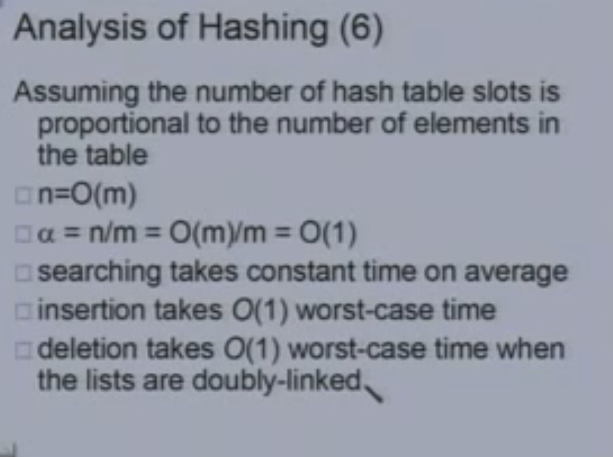 Analysis of Hashing (6)
Assuming the number of hash table slots is
proportional to the number of elements in
the table
n=O(m)
α = n/m = O(m)/m = O(1)
searching takes constant time on average
insertion takes O(1) worst-case time
deletion takes O(1) worst-case time when
the lists are doubly-linked